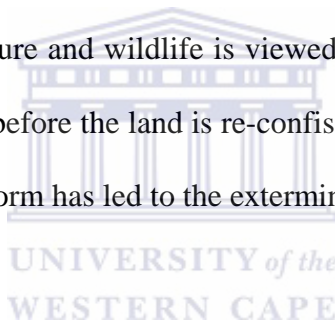 ure and wildlife is viewed
before the land is re-confis
orm has led to the extermin
UNIVERSITY of the
WESTERN CAPE